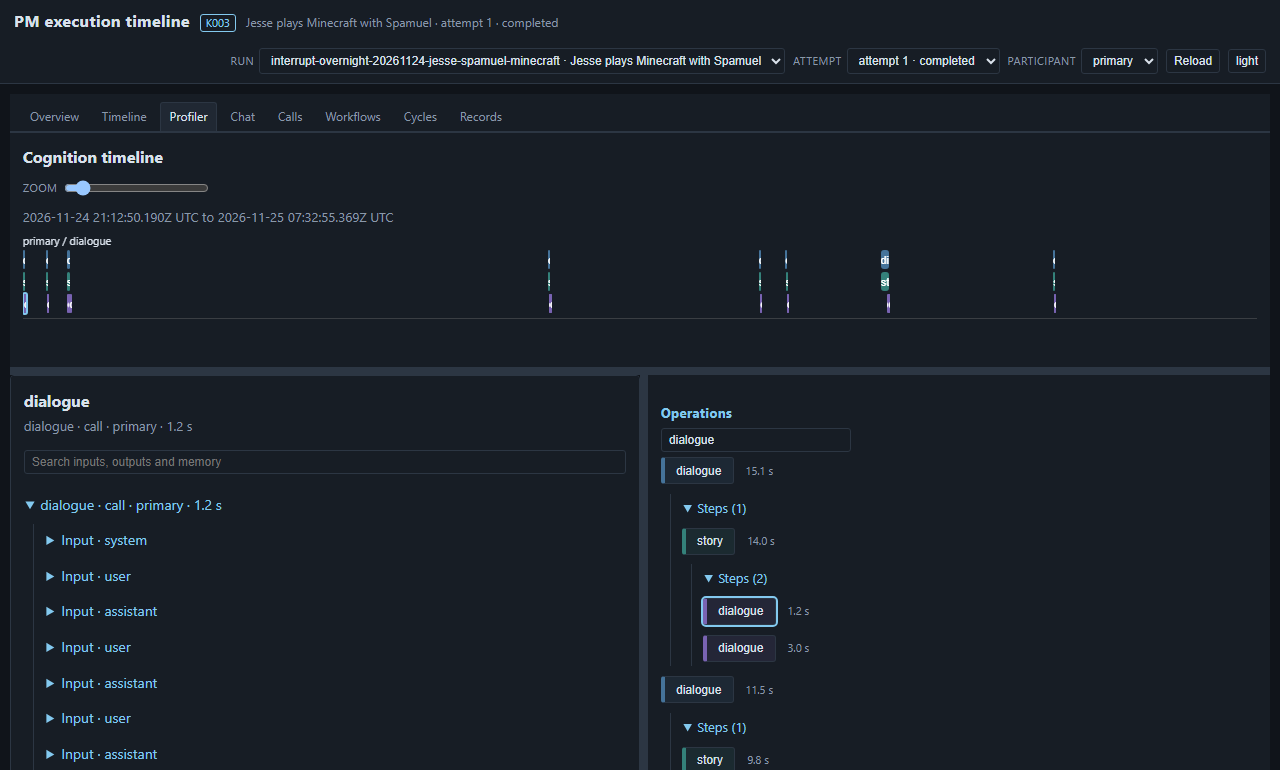 PM execution timeline K003 Jesse plays Minecraft with Spamuel · attempt 1 · completed
RUN interrupt-overnight-20261124-jesse-spamuel-minecraft · Jesse plays Minecraft with Spamuel ATTEMPT attempt 1 · completed PARTICIPANT primary Reload light
Overview Timeline Profiler Chat Calls Workflows Cycles Records
Cognition timeline
ZOOM
2026-11-24 21:12:50.190Z UTC to 2026-11-25 07:32:55.369Z UTC
primary / dialogue
di
st
dialogue
dialogue · call · primary · 1.2 s
Search inputs, outputs and memory
▼ dialogue · call · primary · 1.2 s
▶ Input · system
▶ Input · user
▶ Input · assistant
▶ Input · user
▶ Input · assistant
▶ Input · user
▶ Input · assistant
Operations
dialogue
dialogue 15.1 s
▼ Steps (1)
story 14.0 s
▼ Steps (2)
dialogue 1.2 s
dialogue 3.0 s
dialogue 11.5 s
▼ Steps (1)
story 9.8 s